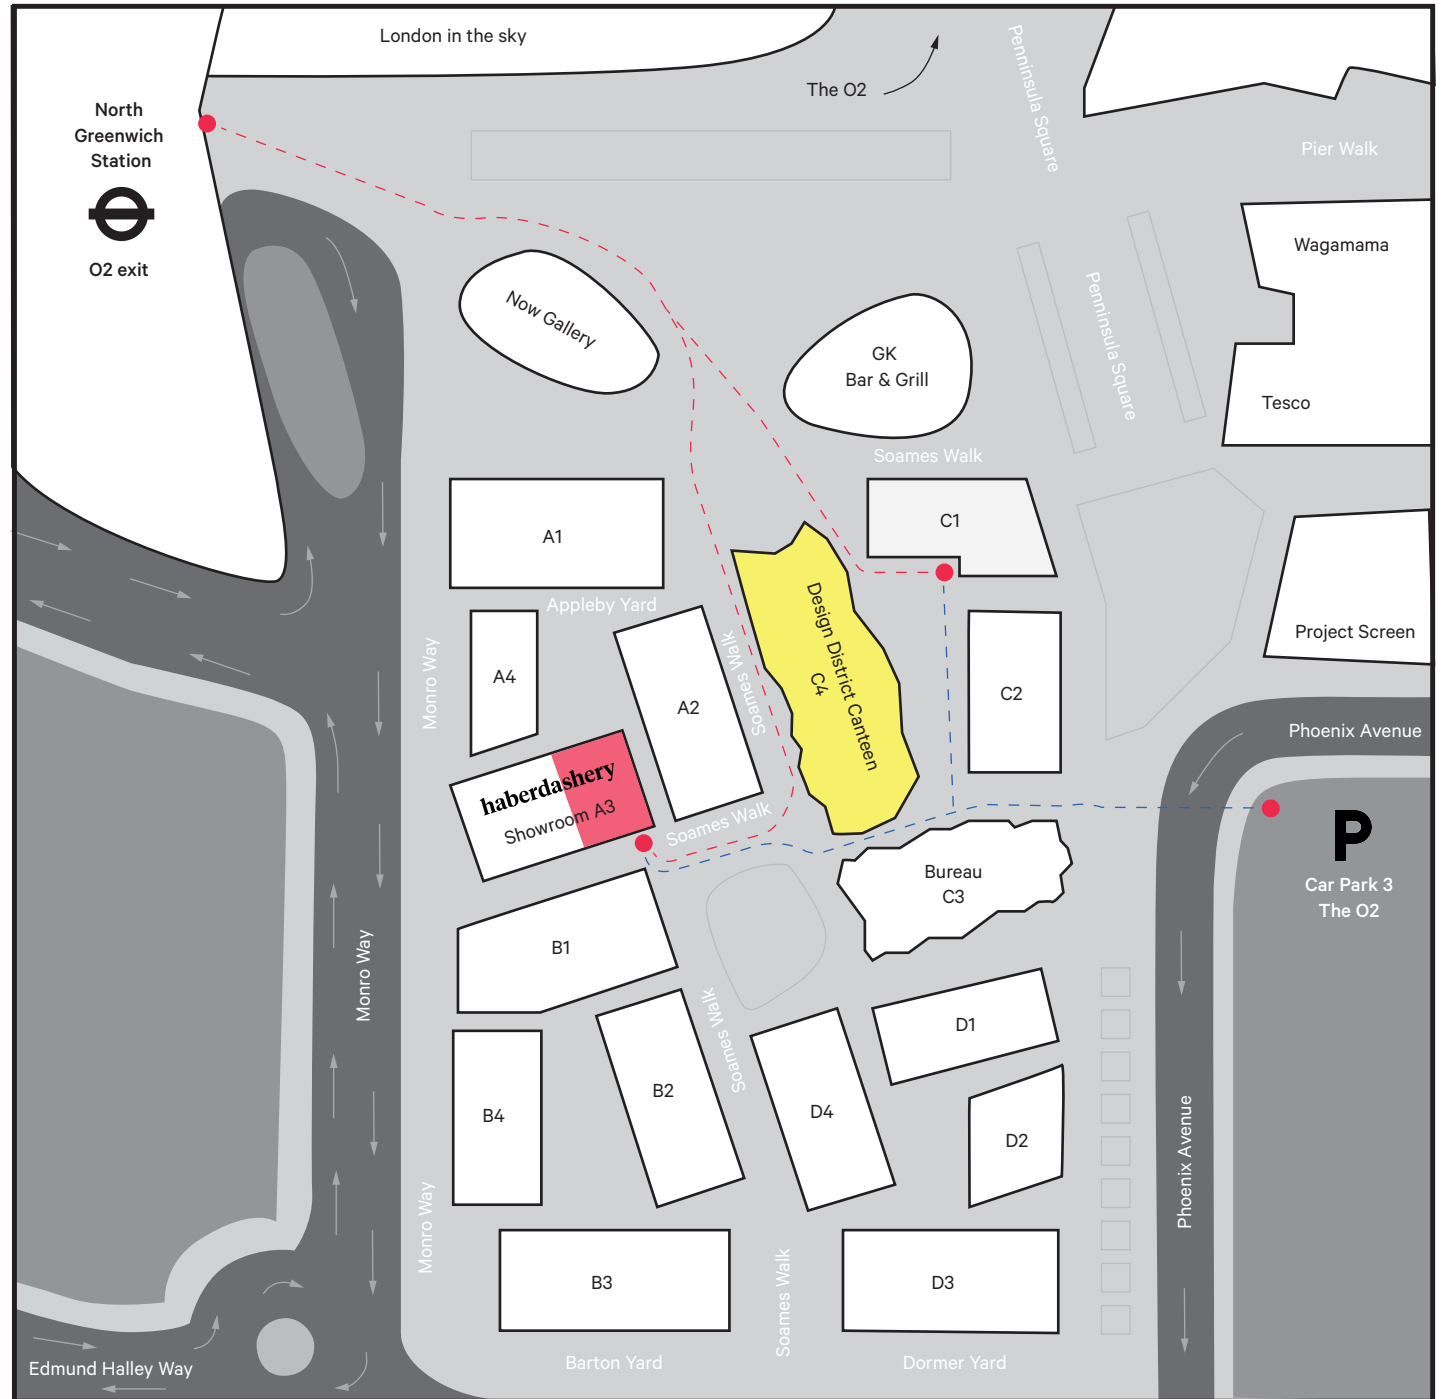 London in the sky
The O2
Penninsula Square
North
Greenwich
Station
O2 exit
Pier Walk
Wagamama
Tesco
Penninsula Square
Now Gallery
GK
Bar & Grill
Soames Walk
A1
C1
Appleby Yard
Monro Way
A4
A2
Soames Walk
Design District Canteen
C4
C2
Project Screen
Phoenix Avenue
haberdashery
Showroom A3
Soames Walk
P
Car Park 3
The O2
Bureau
C3
B1
Monro Way
Soames Walk
D1
B2
B4
D4
D2
Phoenix Avenue
Monro Way
B3
Soames Walk
D3
Barton Yard
Dormer Yard
Edmund Halley Way